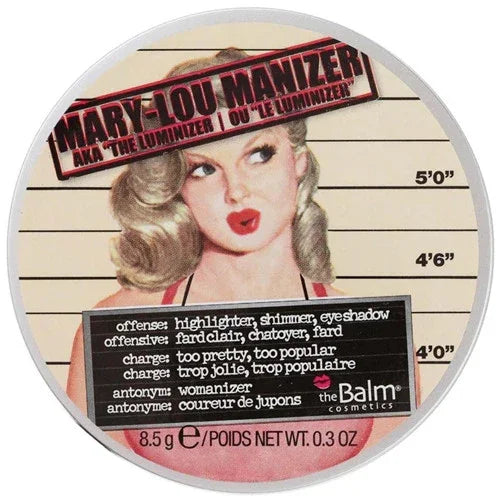 MARY-LOU MANIZER
AKA "THE LUMINIZER | OU "LE LUMINIZER"
5'0"
4'6"
4'0"
offense: highlighter, shimmer, eyeshadow
offensive: fard clair, chatoyer, fard
charge: too pretty, too popular
charge: trop jolie, trop populaire
antonym: womanizer
antonyme: coureur de jupons
theBalm®
cosmetics
8.5 g ℮/POIDS NET WT. 0.3 OZ